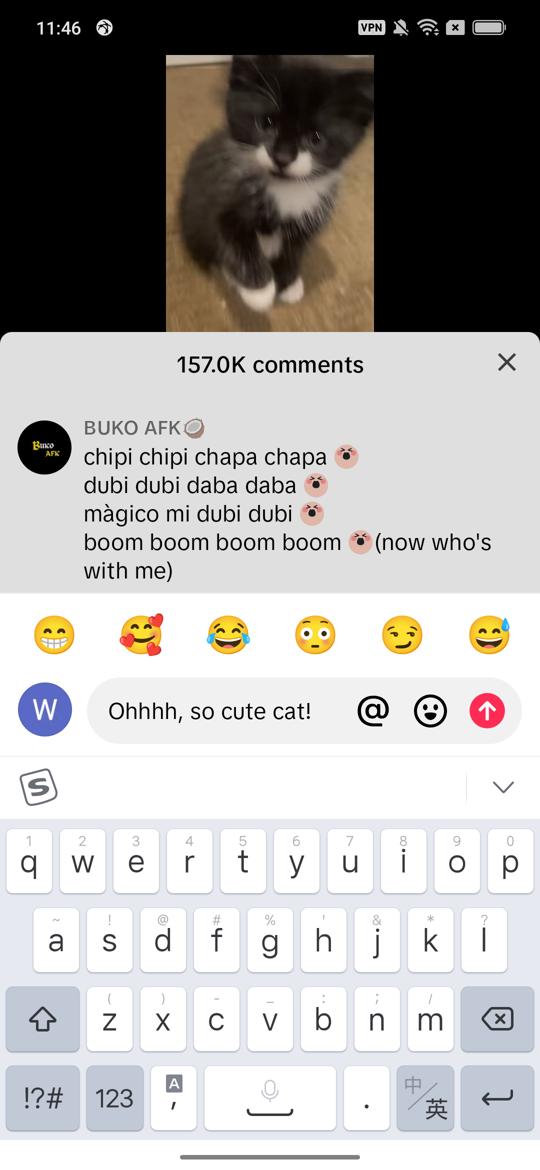 11:46 VPN
157.0K comments
Buko
AFK
BUKO AFK🥥
chipi chipi chapa chapa
dubi dubi daba daba
màgico mi dubi dubi
boom boom boom boom (now who's
with me)
😁 🥰 😂 😳 😏 😅
W Ohhhh, so cute cat! @
S
1 2 3 4 5 6 7 8 9 0
q w e r t y u i o p
~ ! @ # % ' & * ?
a s d f g h j k l
( ) - _ : ; /
z x c v b n m
!?# 123 A , . 中/英